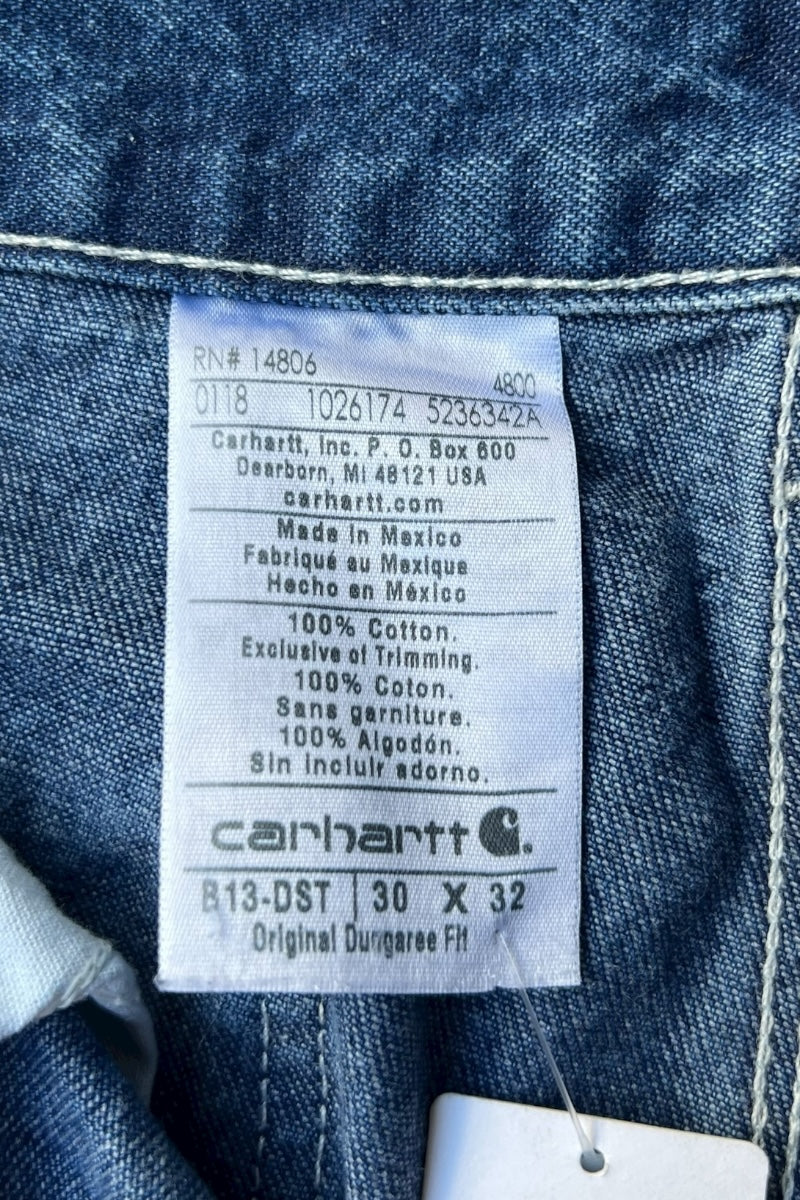 RN# 14806
4800
0118 1026174 5236342A
Carhartt, Inc. P. O. Box 600
Dearborn, MI 48121 USA
carhartt.com
Made in Mexico
Fabriqué au Mexique
Hecho en México
100% Cotton.
Exclusive of Trimming.
100% Coton.
Sans garniture.
100% Algodón.
Sin incluir adorno.
carhartt
B13-DST | 30 X 32
Original Dungaree Fit